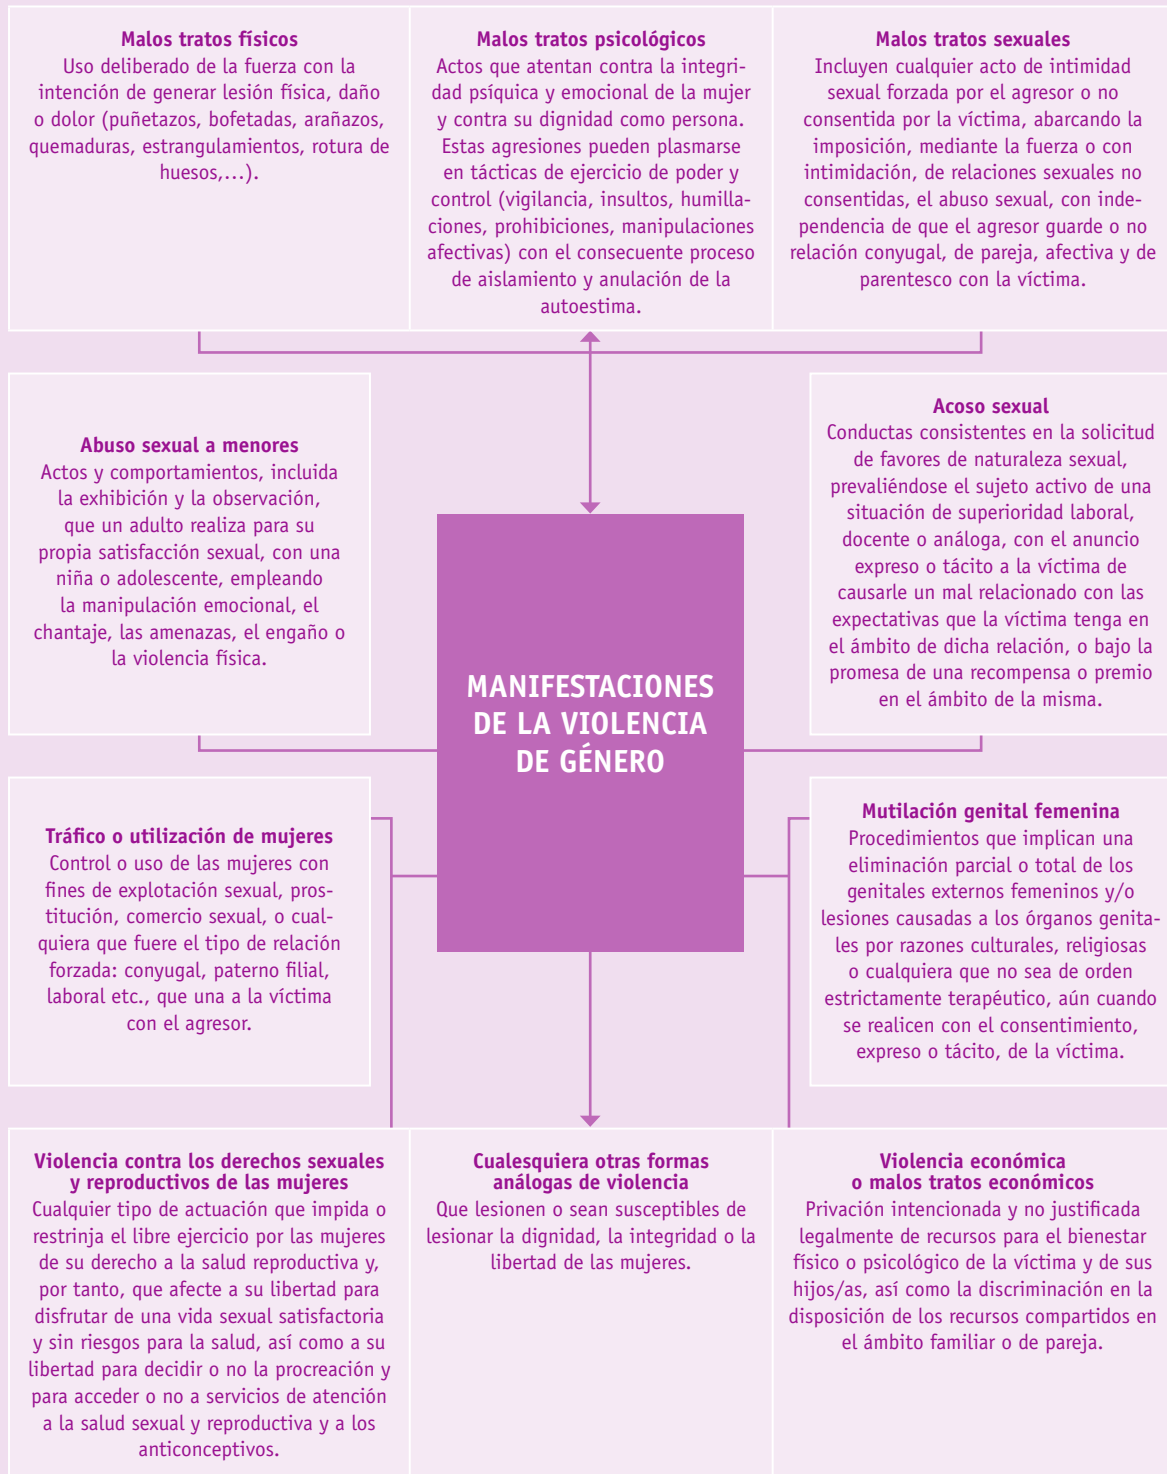 Malos tratos físicos
Uso deliberado de la fuerza con la
intención de generar lesión física, daño
o dolor (puñetazos, bofetadas, arañazos,
quemaduras, estrangulamientos, rotura de
huesos,…).
Malos tratos psicológicos
Actos que atentan contra la integri-
dad psíquica y emocional de la mujer
y contra su dignidad como persona.
Estas agresiones pueden plasmarse
en tácticas de ejercicio de poder y
control (vigilancia, insultos, humilla-
ciones, prohibiciones, manipulaciones
afectivas) con el consecuente proceso
de aislamiento y anulación de la
autoestima.
Malos tratos sexuales
Incluyen cualquier acto de intimidad
sexual forzada por el agresor o no
consentida por la víctima, abarcando la
imposición, mediante la fuerza o con
intimidación, de relaciones sexuales no
consentidas, el abuso sexual, con inde-
pendencia de que el agresor guarde o no
relación conyugal, de pareja, afectiva y de
parentesco con la víctima.
Abuso sexual a menores
Actos y comportamientos, incluida
la exhibición y la observación,
que un adulto realiza para su
propia satisfacción sexual, con una
niña o adolescente, empleando
la manipulación emocional, el
chantaje, las amenazas, el engaño o
la violencia física.
Acoso sexual
Conductas consistentes en la solicitud
de favores de naturaleza sexual,
prevaliéndose el sujeto activo de una
situación de superioridad laboral,
docente o análoga, con el anuncio
expreso o tácito a la víctima de
causarle un mal relacionado con las
expectativas que la víctima tenga en
el ámbito de dicha relación, o bajo la
promesa de una recompensa o premio
en el ámbito de la misma.
MANIFESTACIONES
DE LA VIOLENCIA
DE GÉNERO
Tráfico o utilización de mujeres
Control o uso de las mujeres con
fines de explotación sexual, pros-
titución, comercio sexual, o cual-
quiera que fuere el tipo de relación
forzada: conyugal, paterno filial,
laboral etc., que una a la víctima
con el agresor.
Mutilación genital femenina
Procedimientos que implican una
eliminación parcial o total de los
genitales externos femeninos y/o
lesiones causadas a los órganos genita-
les por razones culturales, religiosas
o cualquiera que no sea de orden
estrictamente terapéutico, aún cuando
se realicen con el consentimiento,
expreso o tácito, de la víctima.
Violencia contra los derechos sexuales
y reproductivos de las mujeres
Cualquier tipo de actuación que impida o
restrinja el libre ejercicio por las mujeres
de su derecho a la salud reproductiva y,
por tanto, que afecte a su libertad para
disfrutar de una vida sexual satisfactoria
y sin riesgos para la salud, así como a su
libertad para decidir o no la procreación y
para acceder o no a servicios de atención
a la salud sexual y reproductiva y a los
anticonceptivos.
Cualesquiera otras formas
análogas de violencia
Que lesionen o sean susceptibles de
lesionar la dignidad, la integridad o la
libertad de las mujeres.
Violencia económica
o malos tratos económicos
Privación intencionada y no justificada
legalmente de recursos para el bienestar
físico o psicológico de la víctima y de sus
hijos/as, así como la discriminación en la
disposición de los recursos compartidos en
el ámbito familiar o de pareja.